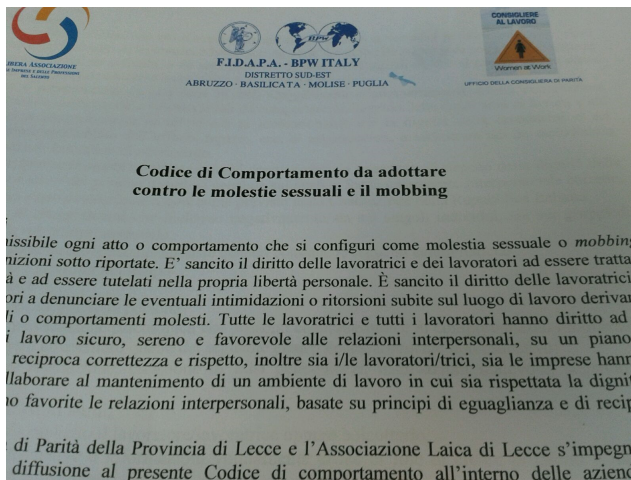 LIBERA ASSOCIAZIONE
IMPRESE E DELLE PROFESSIONI
DEL SALENTO
F.I.D.A.P.A. - BPW ITALY
DISTRETTO SUD-EST
ABRUZZO · BASILICATA · MOLISE · PUGLIA
BPW
CONSIGLIERE
AL LAVORO
Women at Work
UFFICIO DELLA CONSIGLIERA DI PARITÀ
Codice di Comportamento da adottare
contro le molestie sessuali e il mobbing
nissibile ogni atto o comportamento che si configuri come molestia sessuale o mobbing
nizioni sotto riportate. E' sancito il diritto delle lavoratrici e dei lavoratori ad essere tratta
à e ad essere tutelati nella propria libertà personale. È sancito il diritto delle lavoratrici
ori a denunciare le eventuali intimidazioni o ritorsioni subite sul luogo di lavoro derivan
li o comportamenti molesti. Tutte le lavoratrici e tutti i lavoratori hanno diritto ad
i lavoro sicuro, sereno e favorevole alle relazioni interpersonali, su un piano
reciproca correttezza e rispetto, inoltre sia i/le lavoratori/trici, sia le imprese hann
llaborare al mantenimento di un ambiente di lavoro in cui sia rispettata la dignit
no favorite le relazioni interpersonali, basate su principi di eguaglianza e di recip
di Parità della Provincia di Lecce e l'Associazione Laica di Lecce s'impegn
diffusione al presente Codice di comportamento all'interno delle aziend